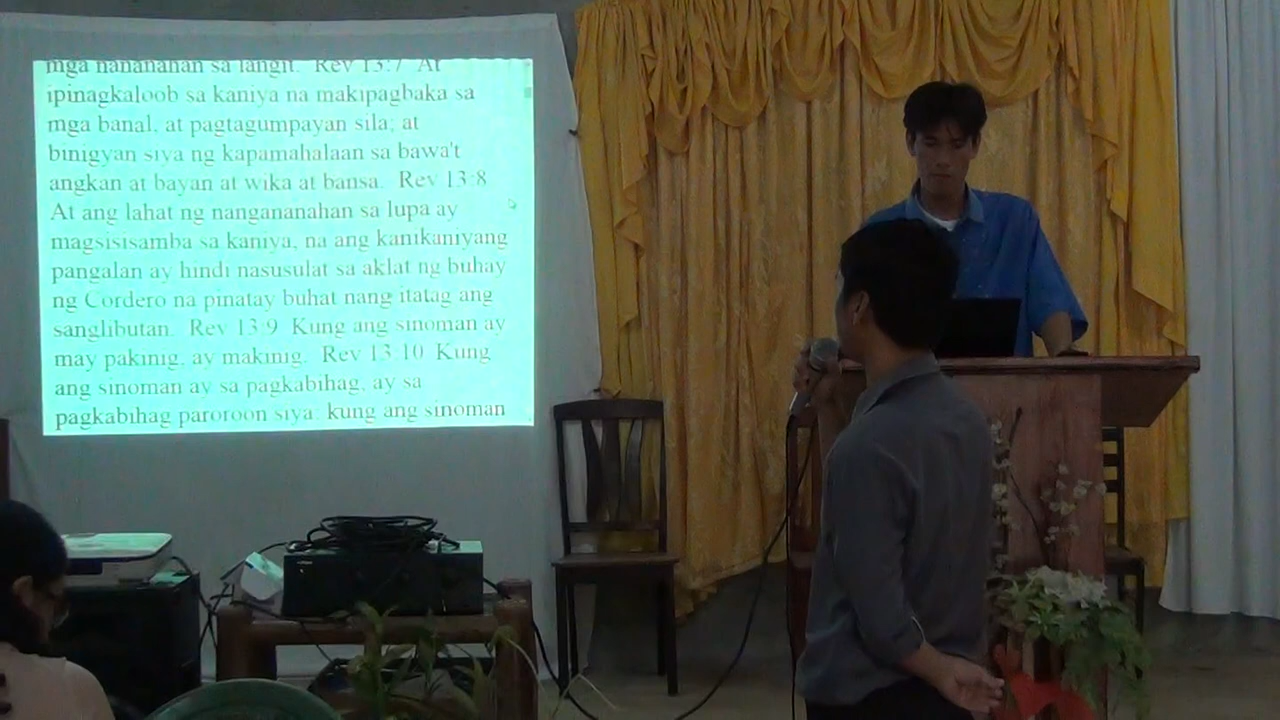 mga nananahan sa langit. Rev 13:7 At
ipinagkaloob sa kaniya na makipagbaka sa
mga banal, at pagtagumpayan sila; at
binigyan siya ng kapamahalaan sa bawa't
angkan at bayan at wika at bansa. Rev 13:8
At ang lahat ng nangananahan sa lupa ay
magsisisamba sa kaniya, na ang kanikaniyang
pangalan ay hindi nasusulat sa aklat ng buhay
ng Cordero na pinatay buhat nang itatag ang
sanglibutan. Rev 13:9 Kung ang sinoman ay
may pakinig, ay makinig. Rev 13:10 Kung
ang sinoman ay sa pagkabihag, ay sa
pagkabihag paroroon siya: kung ang sinoman